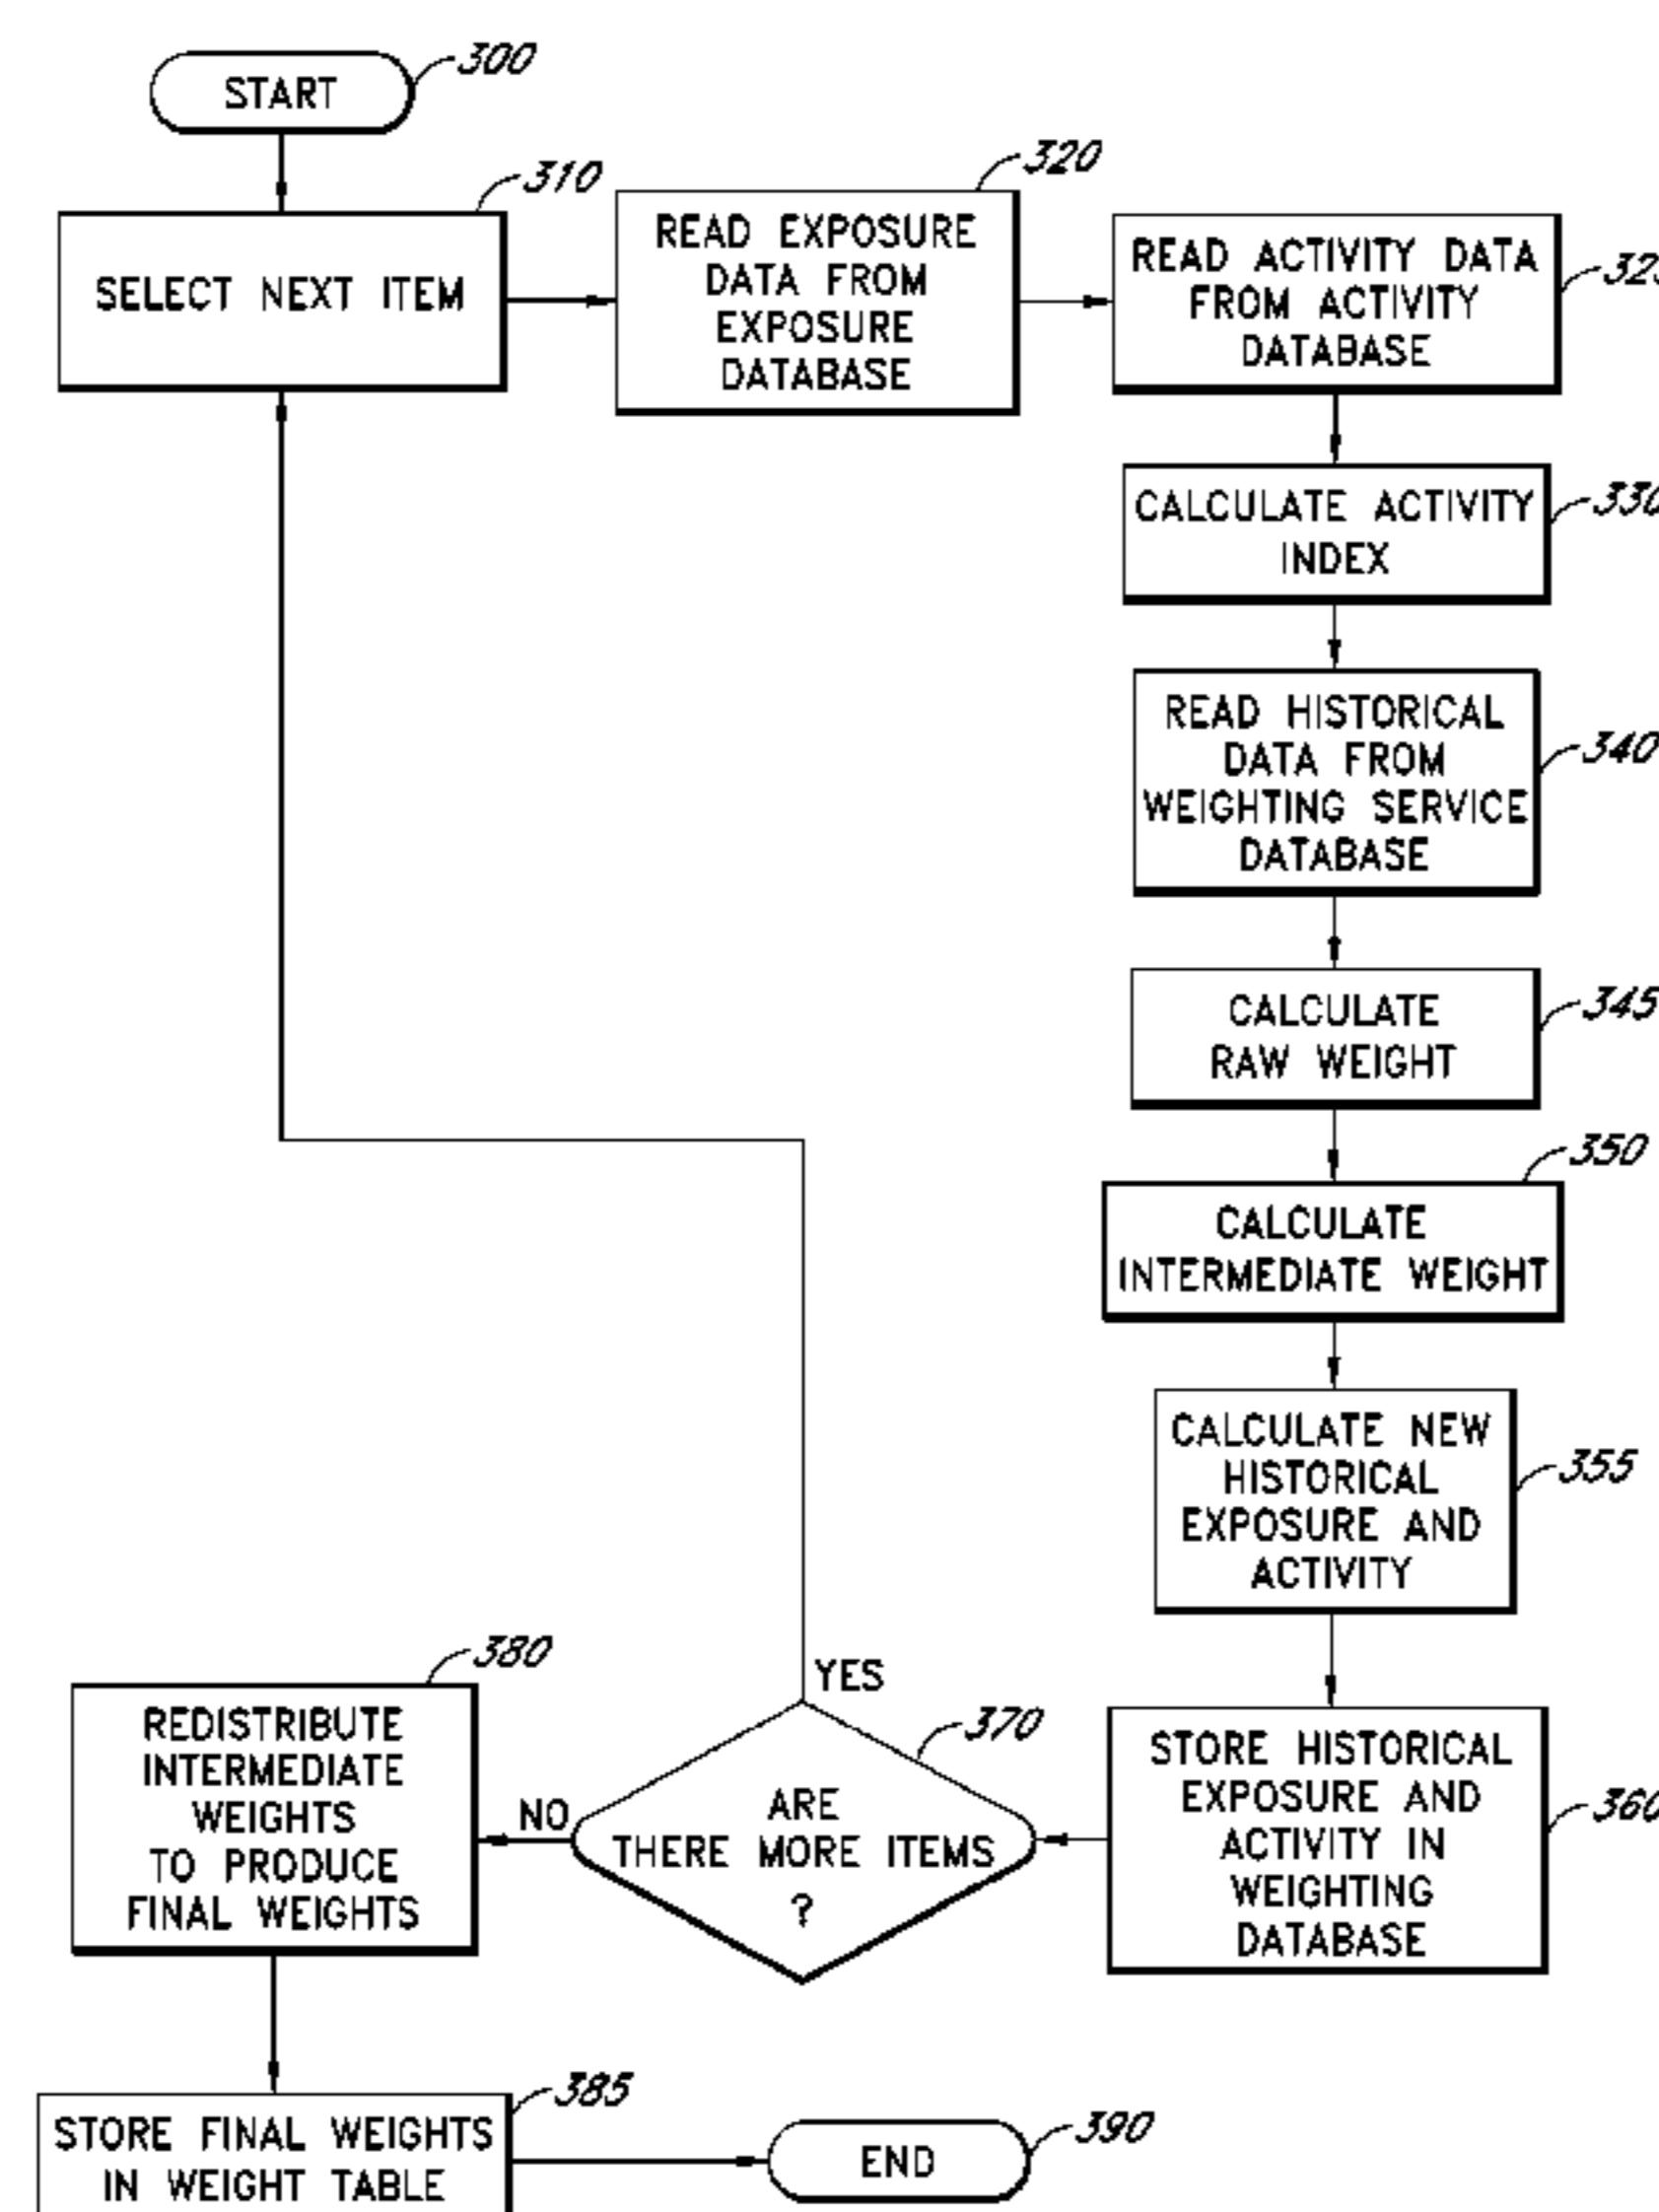 START
300
310
SELECT NEXT ITEM
320
READ EXPOSURE
DATA FROM
EXPOSURE
DATABASE
READ ACTIVITY DATA
FROM ACTIVITY
DATABASE
CALCULATE ACTIVITY
INDEX
330
READ HISTORICAL
DATA FROM
WEIGHTING SERVICE
DATABASE
340
CALCULATE
RAW WEIGHT
345
350
CALCULATE
INTERMEDIATE WEIGHT
CALCULATE NEW
HISTORICAL
EXPOSURE AND
ACTIVITY
355
STORE HISTORICAL
EXPOSURE AND
ACTIVITY IN
WEIGHTING
DATABASE
360
YES
370
ARE
THERE MORE ITEMS
?
NO
380
REDISTRIBUTE
INTERMEDIATE
WEIGHTS
TO PRODUCE
FINAL WEIGHTS
385
STORE FINAL WEIGHTS
IN WEIGHT TABLE
END
390